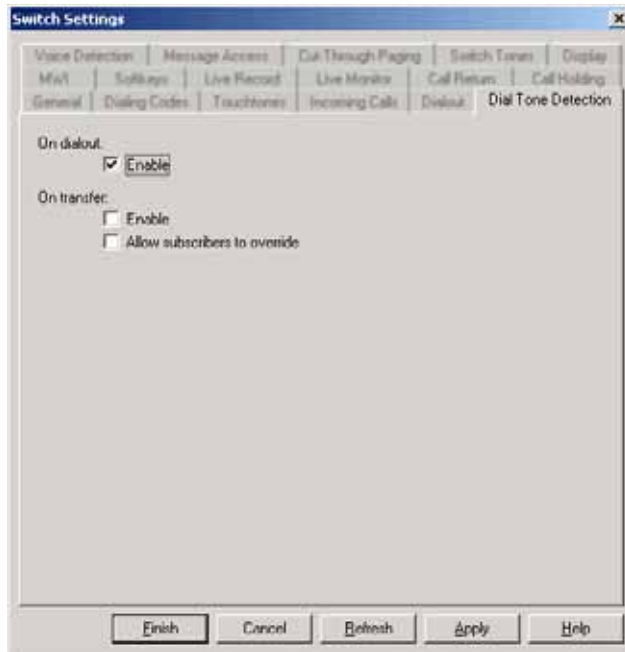 Switch Settings
Voice Detection Message Access Cut Through Paging Switch Tones Display
MWI Softkeys Live Record Live Monitor Call Return Call Holding
General Dialing Codes Touchtones Incoming Calls Dialout Dial Tone Detection
On dialout:
Enable
On transfer:
Enable
Allow subscribers to override
Finish Cancel Refresh Apply Help